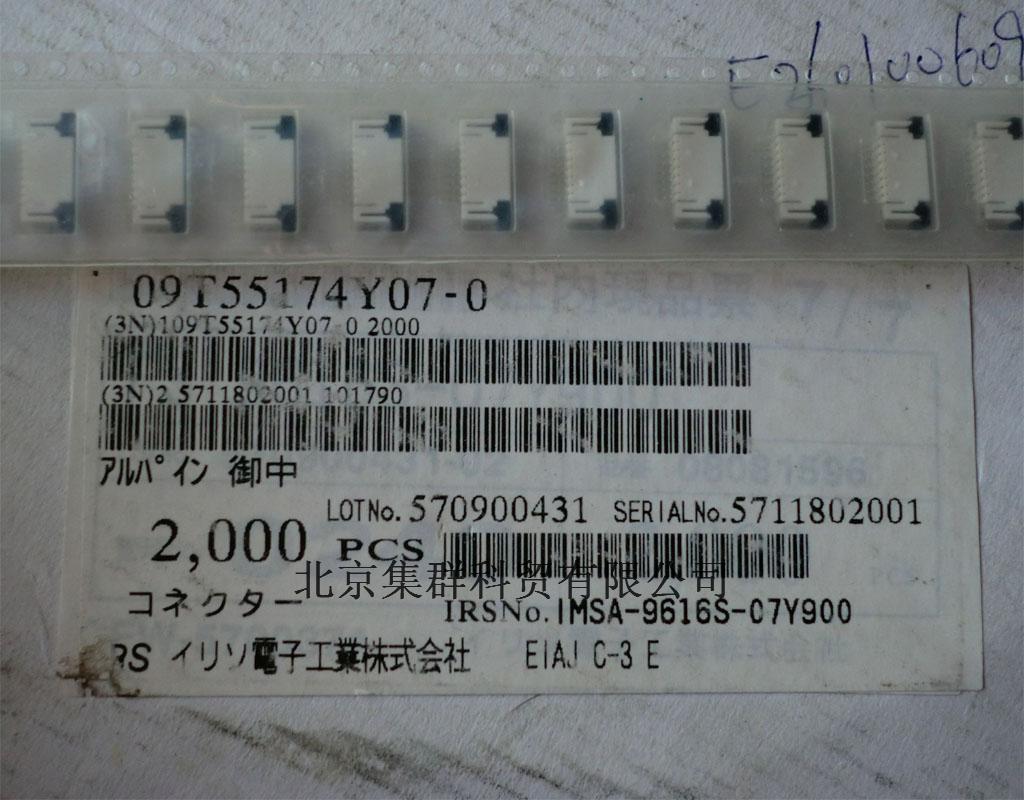 09T55174Y07-0
(3N)109T55174Y07-0 2000
(3N)2 5711802001 101790
アルパイン 御中
LOTNo. 570900431 SERIALNo. 5711802001
2,000 PCS
北京集群科贸有限公司
コネクター IRSNo. IMSA-9616S-07Y900
IRS イリソ電子工業株式会社 EIAJ C-3 E